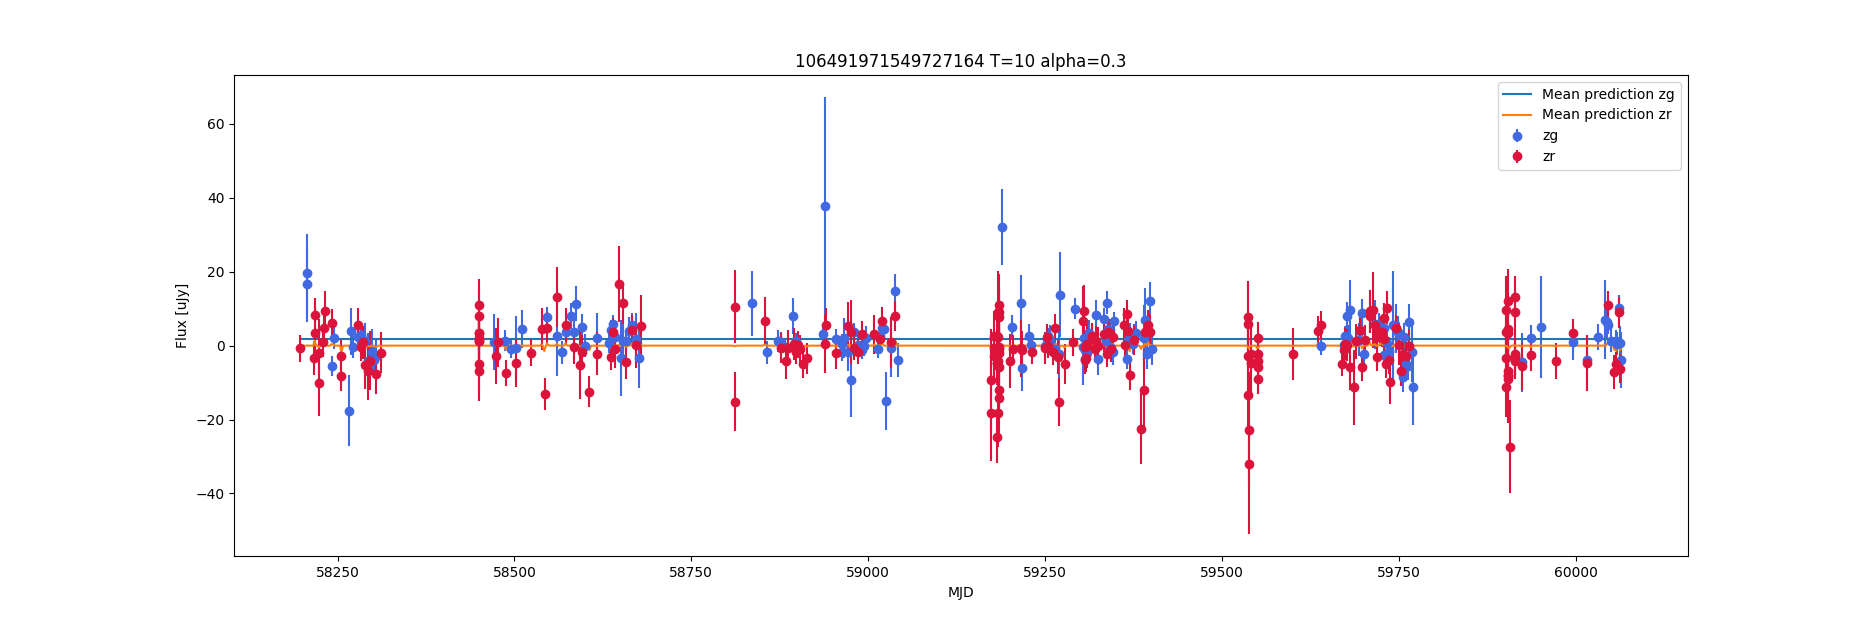 106491971549727164 T=10 alpha=0.3
Mean prediction zg
Mean prediction zr
zg
zr
Flux [uJy]
60
40
20
0
−20
−40
58250 58500 58750 59000 59250 59500 59750 60000
MJD